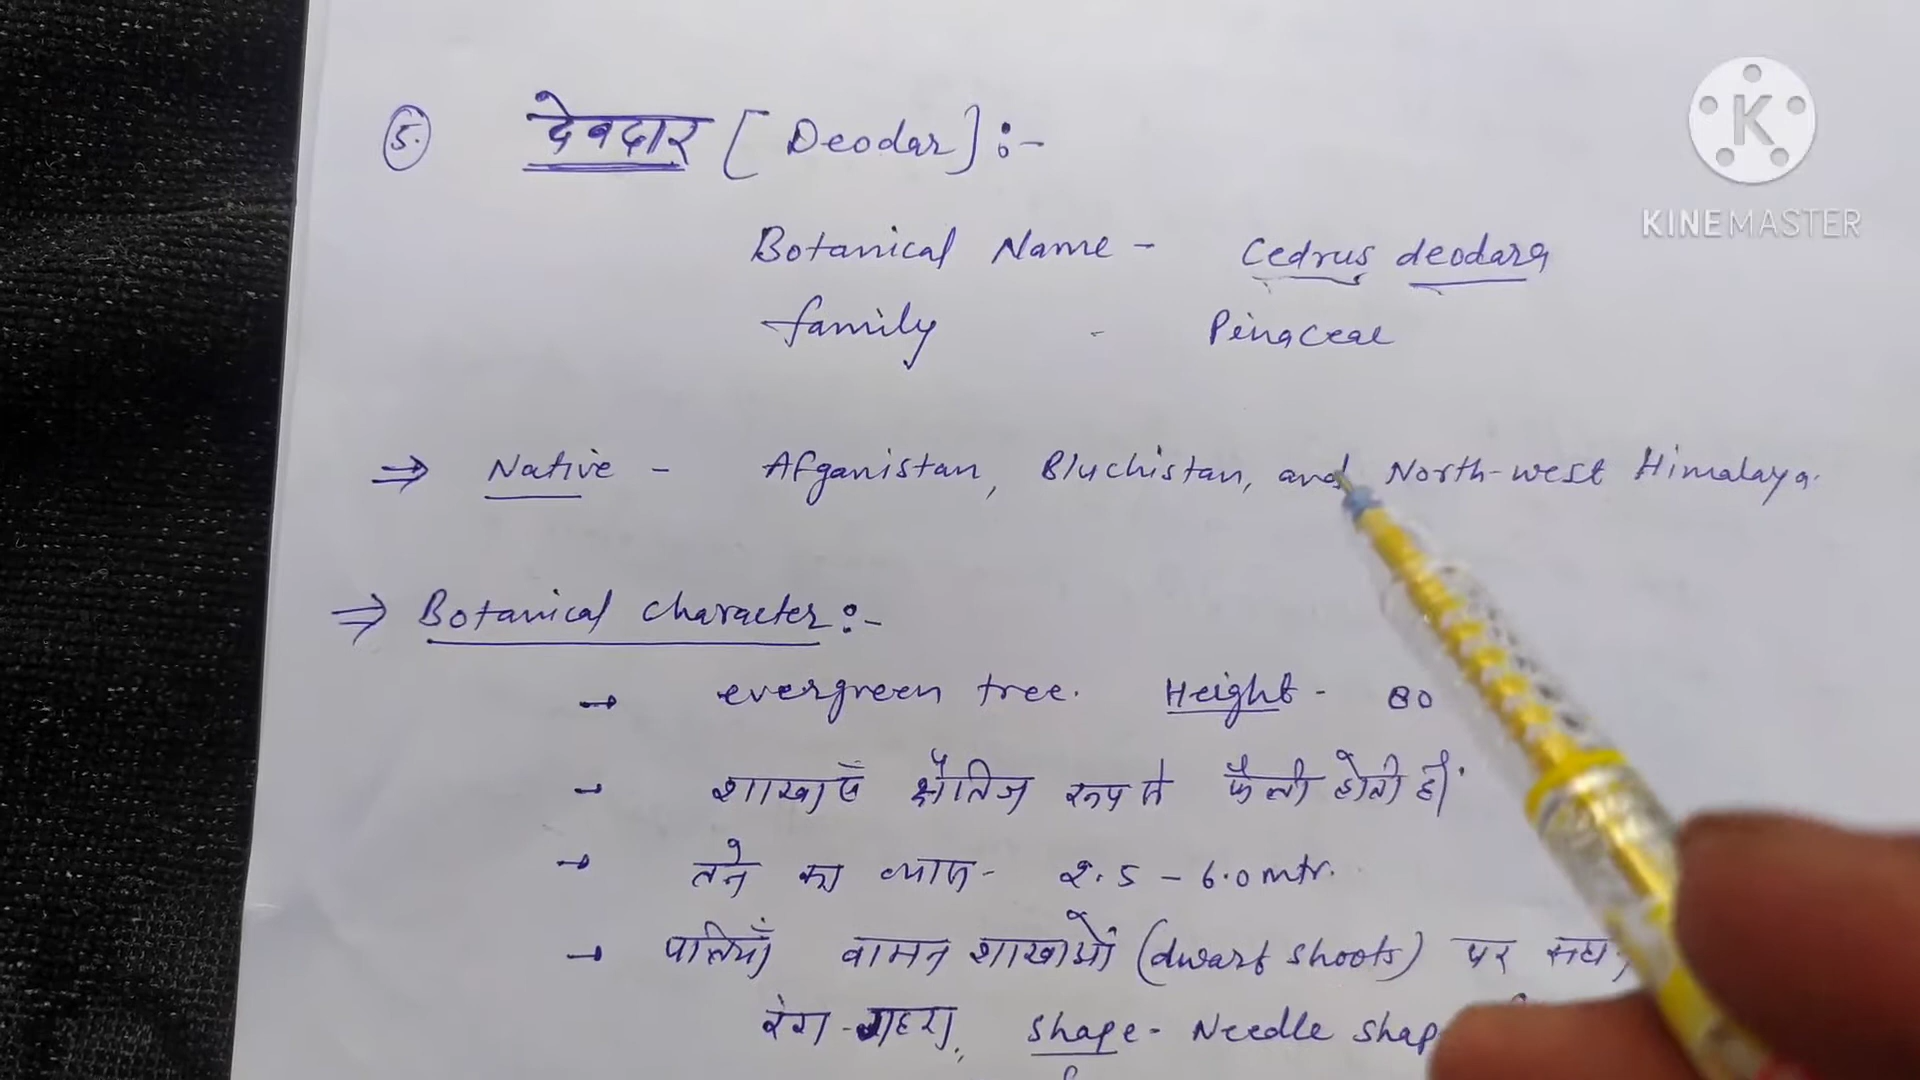 5. देवदार [Deodar] :-
K
KINEMASTER
Botanical Name - Cedrus deodara
family - Pinaceae
⇒ Native - Afganistan, Bluchistan, and North-west Himalaya.
⇒ Botanical character :-
→ evergreen tree. Height - 80
→ शाखाएँ क्षैतिज रूप से फैली होती हैं।
→ तने का व्यास - 2.5 - 6.0 mtr.
→ पत्तियाँ वामन शाखाओं (dwarf shoots) पर
रंग - गहरा, shape - Needle shap